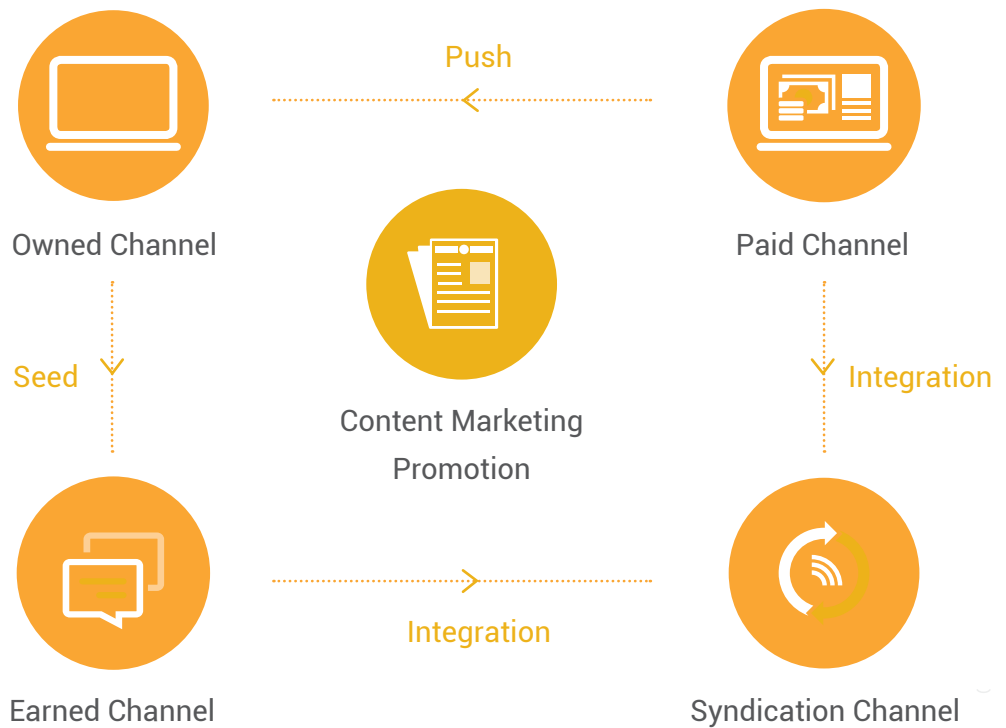 Push
Owned Channel
Paid Channel
Seed
Integration
Content Marketing
Promotion
Integration
Earned Channel
Syndication Channel